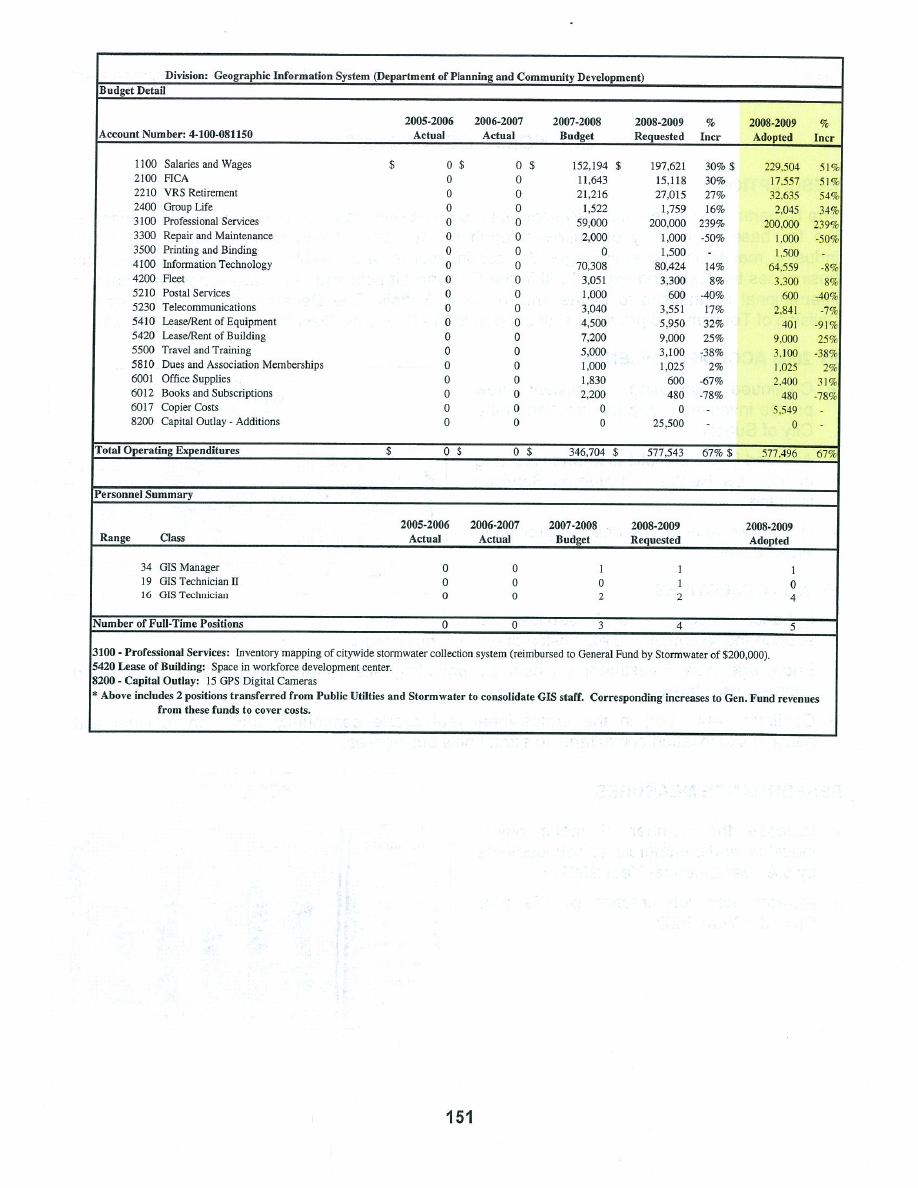 Division: Geographic Information System (Department of Planning and Community Development)
Budget Detail
2005-2006 2006-2007 2007-2008 2008-2009 % 2008-2009 %
Account Number: 4-100-081150 Actual Actual Budget Requested Incr Adopted Incr
1100 Salaries and Wages $ 0 $ 0 $ 152,194 $ 197,621 30% $ 229,504 51%
2100 FICA 0 0 11,643 15,118 30% 17,557 51%
2210 VRS Retirement 0 0 21,216 27,015 27% 32,635 54%
2400 Group Life 0 0 1,522 1,759 16% 2,045 34%
3100 Professional Services 0 0 59,000 200,000 239% 200,000 239%
3300 Repair and Maintenance 0 0 2,000 1,000 -50% 1,000 -50%
3500 Printing and Binding 0 0 0 1,500 - 1,500 -
4100 Information Technology 0 0 70,308 80,424 14% 64,559 -8%
4200 Fleet 0 0 3,051 3,300 8% 3,300 8%
5210 Postal Services 0 0 1,000 600 -40% 600 -40%
5230 Telecommunications 0 0 3,040 3,551 17% 2,841 -7%
5410 Lease/Rent of Equipment 0 0 4,500 5,950 32% 401 -91%
5420 Lease/Rent of Building 0 0 7,200 9,000 25% 9,000 25%
5500 Travel and Training 0 0 5,000 3,100 -38% 3,100 -38%
5810 Dues and Association Memberships 0 0 1,000 1,025 2% 1,025 2%
6001 Office Supplies 0 0 1,830 600 -67% 2,400 31%
6012 Books and Subscriptions 0 0 2,200 480 -78% 480 -78%
6017 Copier Costs 0 0 0 0 - 5,549 -
8200 Capital Outlay - Additions 0 0 0 25,500 - 0 -
Total Operating Expenditures $ 0 $ 0 $ 346,704 $ 577,543 67% $ 577,496 67%
Personnel Summary
2005-2006 2006-2007 2007-2008 2008-2009 2008-2009
Range Class Actual Actual Budget Requested Adopted
34 GIS Manager 0 0 1 1 1
19 GIS Technician II 0 0 0 1 0
16 GIS Technician 0 0 2 2 4
Number of Full-Time Positions 0 0 3 4 5
3100 - Professional Services: Inventory mapping of citywide stormwater collection system (reimbursed to General Fund by Stormwater of $200,000).
5420 Lease of Building: Space in workforce development center.
8200 - Capital Outlay: 15 GPS Digital Cameras
* Above includes 2 positions transferred from Public Utilties and Stormwater to consolidate GIS staff. Corresponding increases to Gen. Fund revenues
from these funds to cover costs.
151